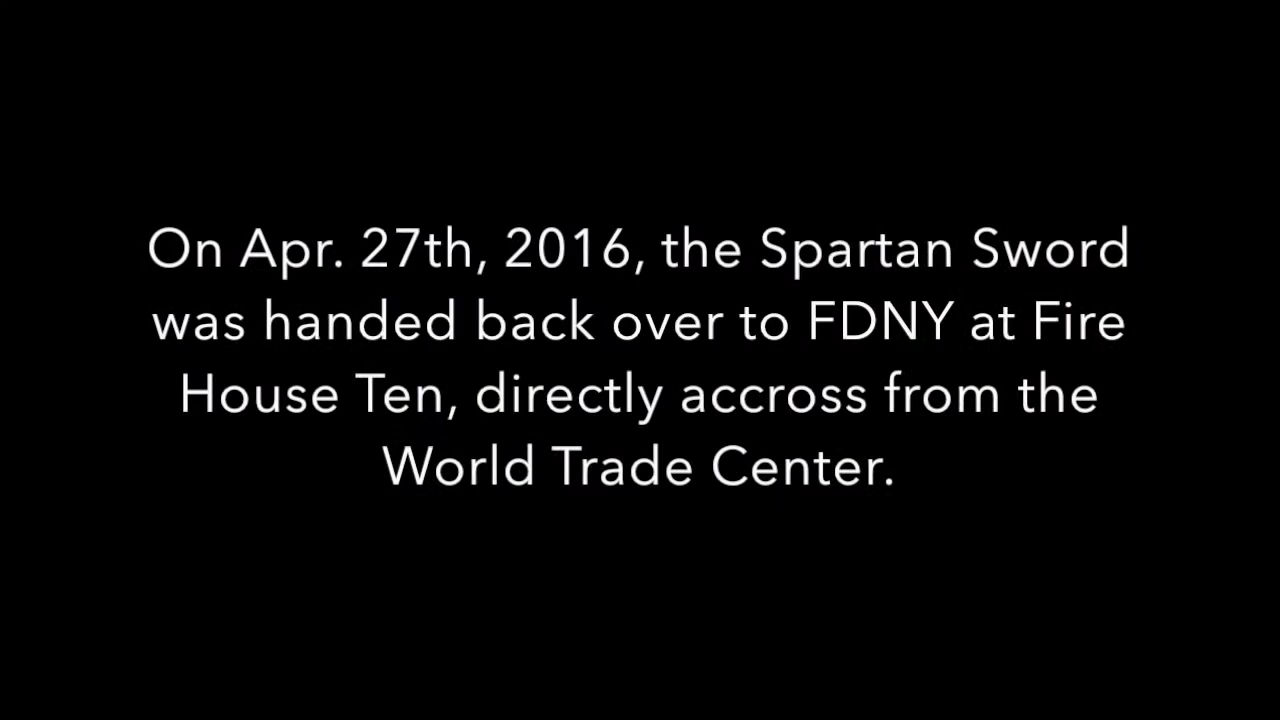 On Apr. 27th, 2016, the Spartan Sword
was handed back over to FDNY at Fire
House Ten, directly accross from the
World Trade Center.